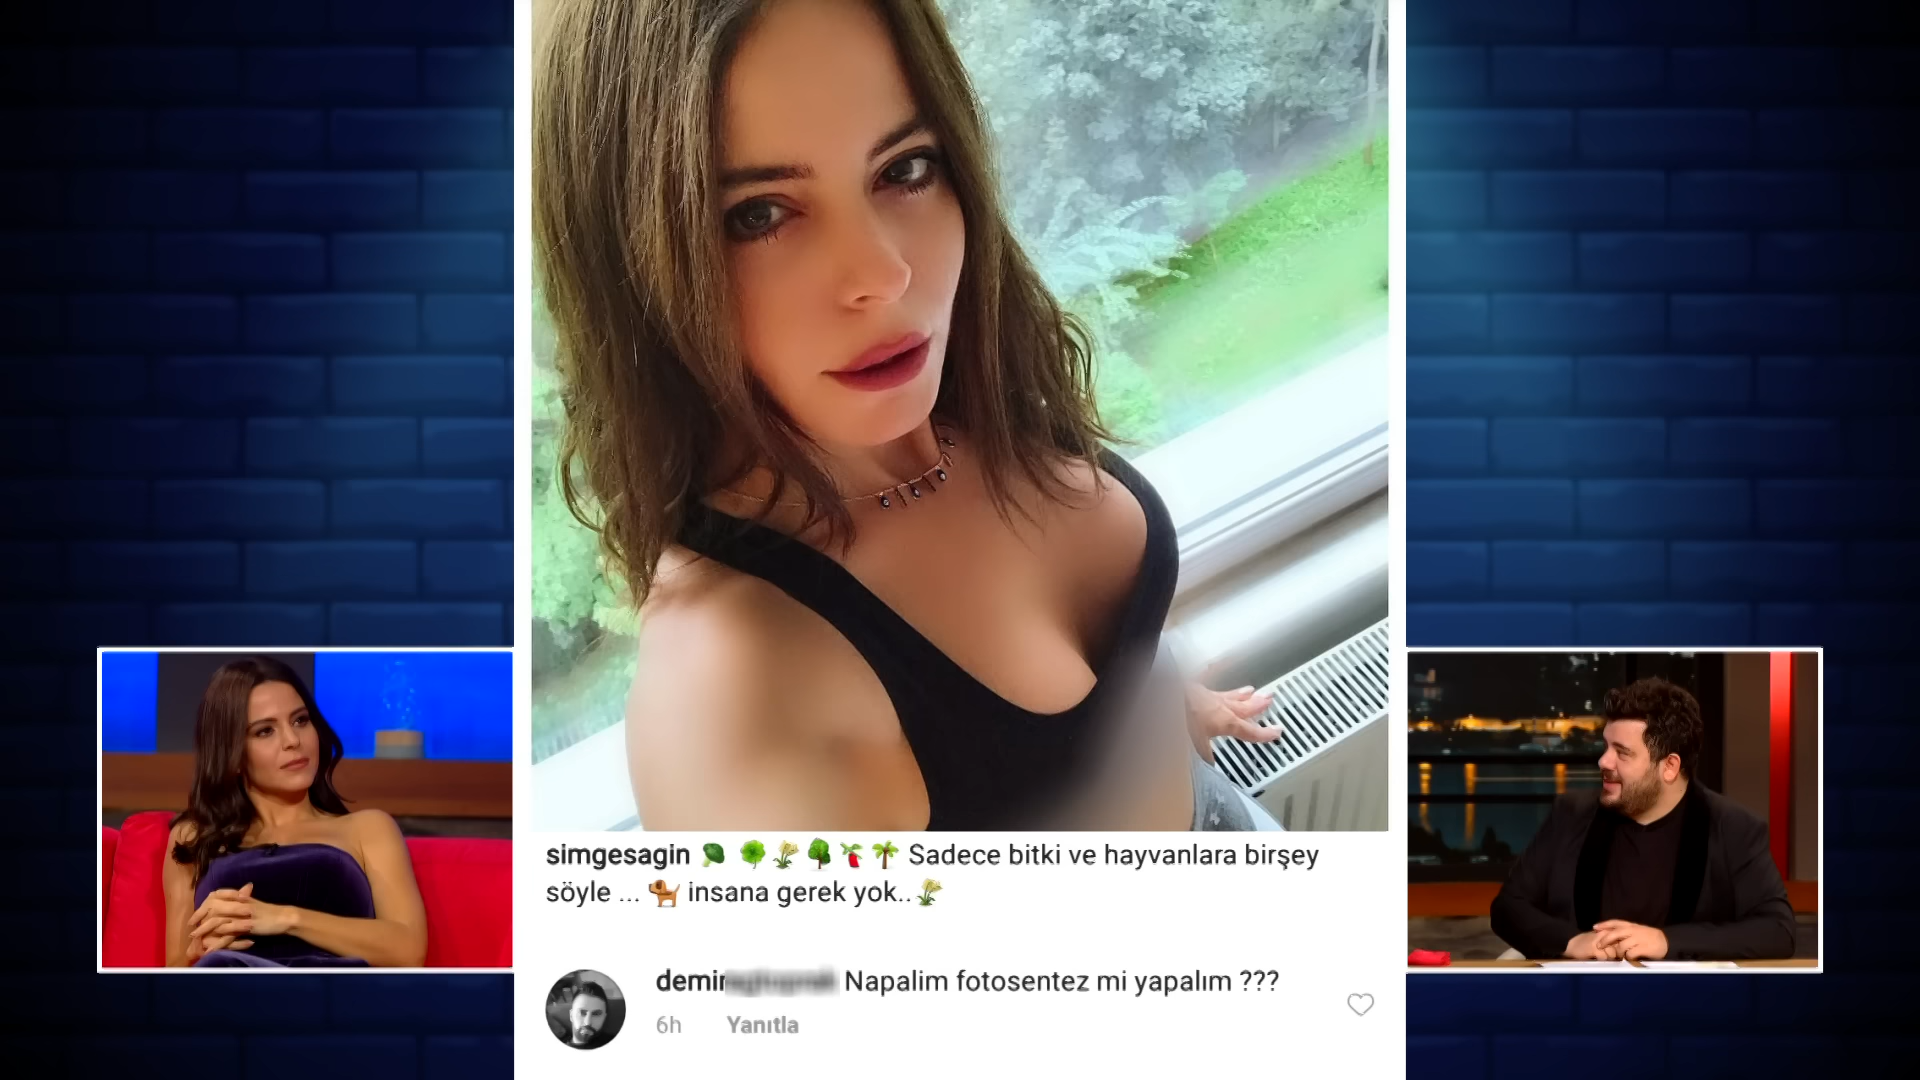 simgesagin 🥬 🌳 🌾 🌳 🌹 🌴 Sadece bitki ve hayvanlara birşey
söyle ... 🐕 insana gerek yok..🌾
demir Napalim fotosentez mi yapalım ???
6h Yanıtla